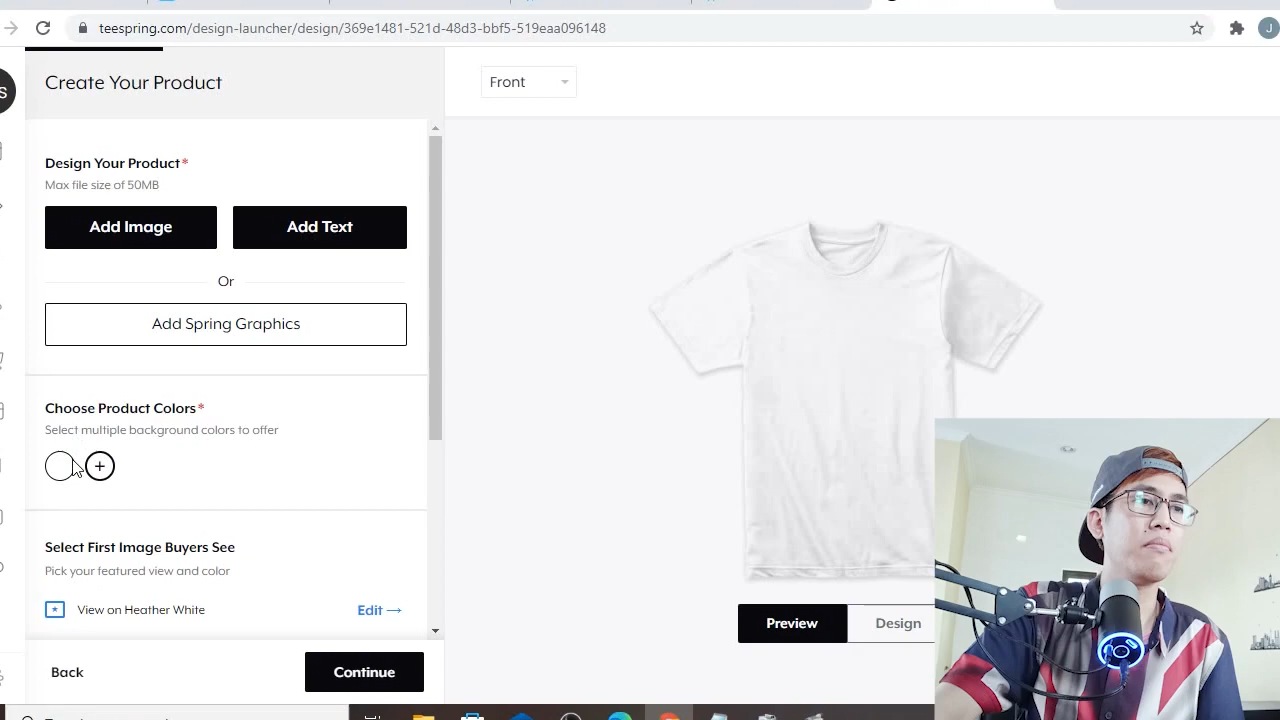 teespring.com/design-launcher/design/369e1481-521d-48d3-bbf5-519eaa096148
J
S
Create Your Product
Front
Design Your Product*
Max file size of 50MB
Add Image
Add Text
Or
Add Spring Graphics
Choose Product Colors*
Select multiple background colors to offer
+
Select First Image Buyers See
Pick your featured view and color
View on Heather White
Edit →
Preview
Design
Back
Continue